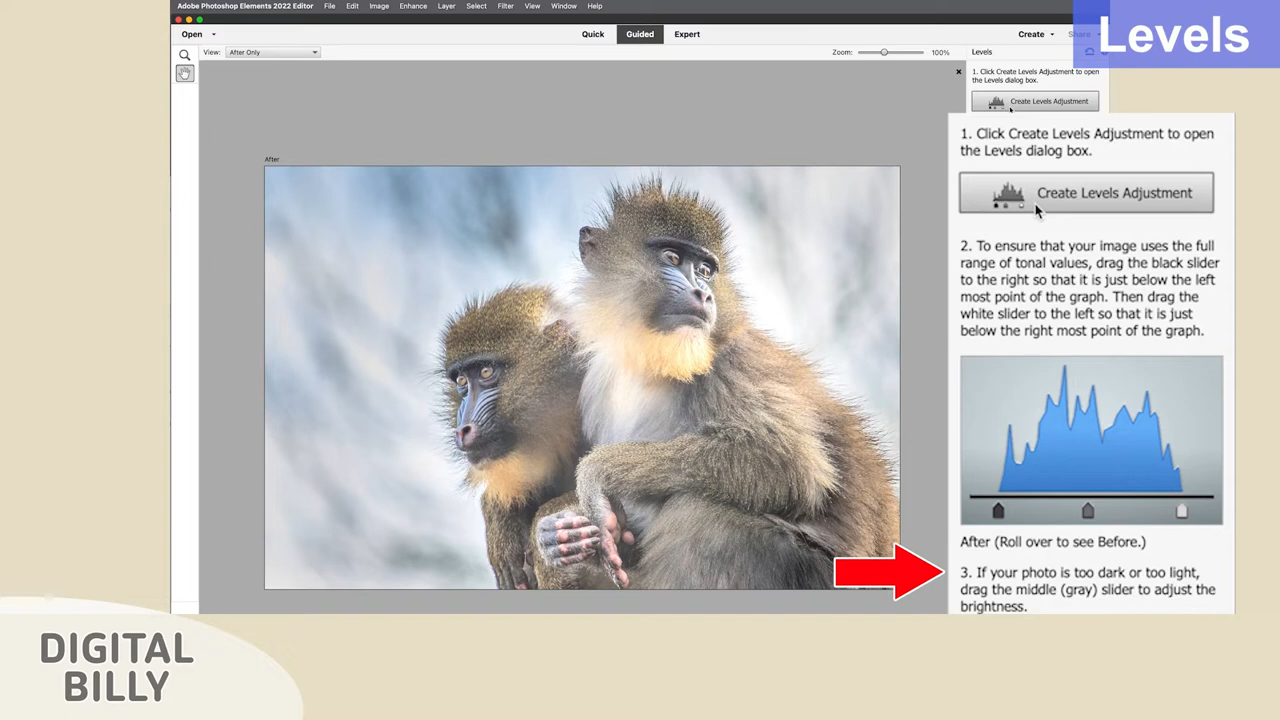 Adobe Photoshop Elements 2022 Editor File Edit Image Enhance Layer Select Filter View Window Help
Levels
Open Quick Guided Expert Create Share
View: After Only Zoom: 100% Levels
1. Click Create Levels Adjustment to open
the Levels dialog box.
Create Levels Adjustment
After
1. Click Create Levels Adjustment to open
the Levels dialog box.
Create Levels Adjustment
2. To ensure that your image uses the full
range of tonal values, drag the black slider
to the right so that it is just below the left
most point of the graph. Then drag the
white slider to the left so that it is just
below the right most point of the graph.
After (Roll over to see Before.)
3. If your photo is too dark or too light,
drag the middle (gray) slider to adjust the
brightness.
DIGITAL
BILLY